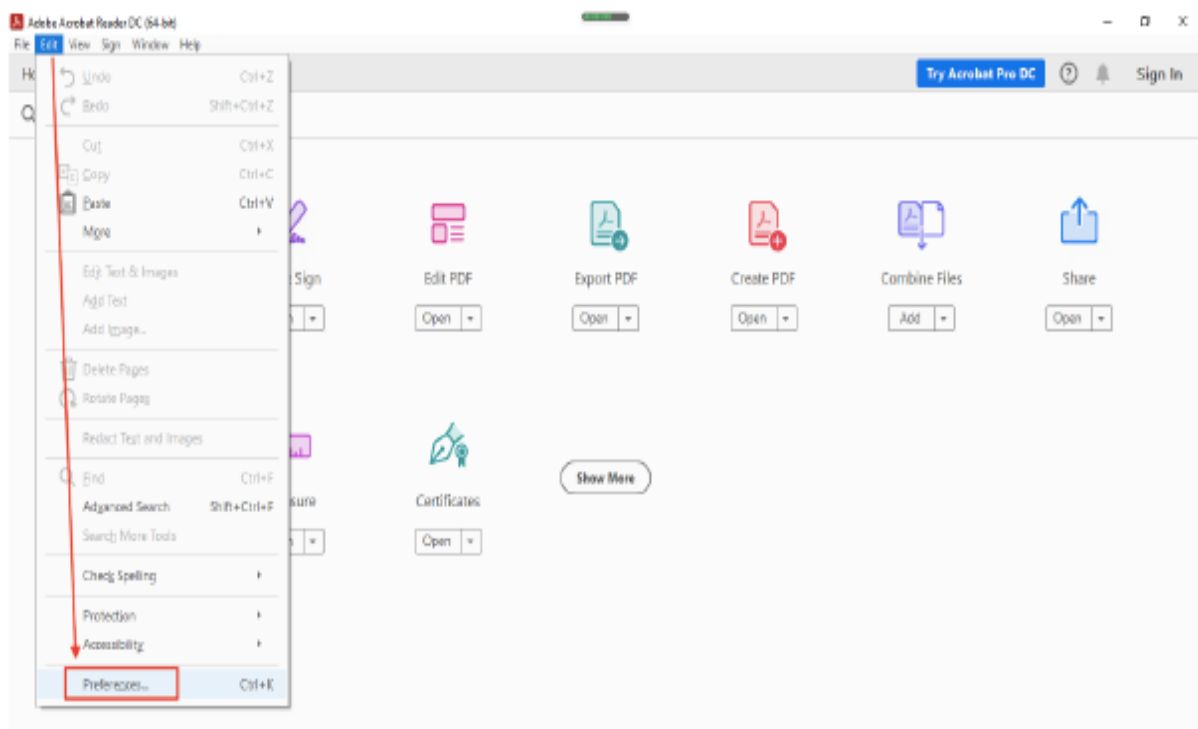 Adobe Acrobat Reader DC (64-bit)
File Edit View Sign Window Help
Try Acrobat Pro DC ? Sign In
Undo Ctrl+Z
Redo Shift+Ctrl+Z
Cut Ctrl+X
Copy Ctrl+C
Paste Ctrl+V
More
Edit Text & Images
Add Text
Add Image...
Delete Pages
Rotate Pages
Redact Text and Images
Find Ctrl+F
Advanced Search Shift+Ctrl+F
Search More Tools
Check Spelling
Protection
Accessibility
Preferences... Ctrl+K
Sign Edit PDF Export PDF Create PDF Combine Files Share
Open Open Open Add Open
Certificates Show More
Open